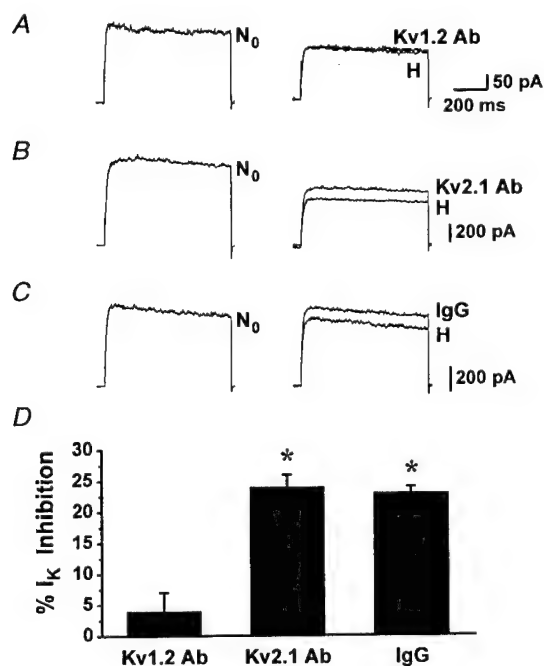 A
N₀
Kv1.2 Ab
H
50 pA
200 ms
B
N₀
Kv2.1 Ab
H
200 pA
C
N₀
IgG
H
200 pA
D
% I_K Inhibition
30
25
20
15
10
5
0
*
*
Kv1.2 Ab Kv2.1 Ab IgG